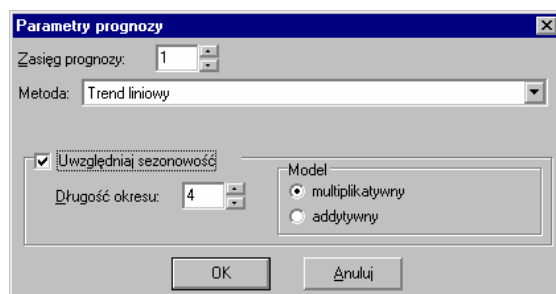 Parametry prognozy
Zasięg prognozy: 1
Metoda: Trend liniowy
Uwzględniaj sezonowość
Długość okresu: 4
Model
multiplikatywny
addytywny
OK Anuluj